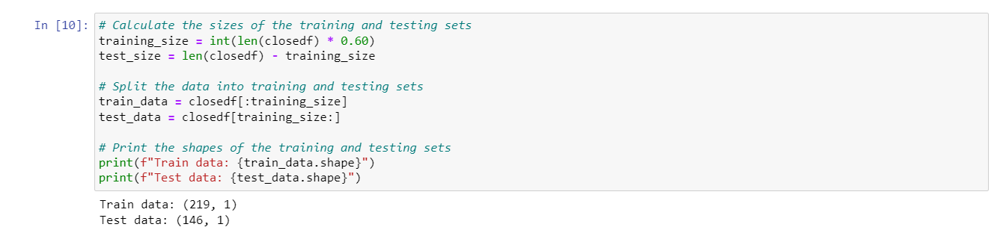 In [10]: # Calculate the sizes of the training and testing sets
training_size = int(len(closedf) * 0.60)
test_size = len(closedf) - training_size

# Split the data into training and testing sets
train_data = closedf[:training_size]
test_data = closedf[training_size:]

# Print the shapes of the training and testing sets
print(f"Train data: {train_data.shape}")
print(f"Test data: {test_data.shape}")
Train data: (219, 1)
Test data: (146, 1)